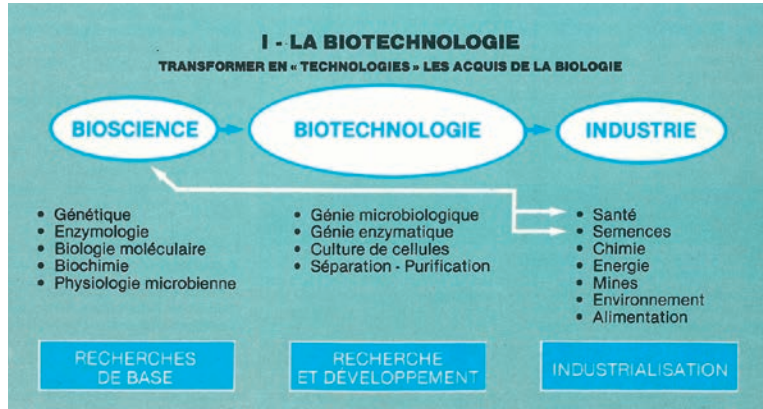 I - LA BIOTECHNOLOGIE
TRANSFORMER EN « TECHNOLOGIES » LES ACQUIS DE LA BIOLOGIE
BIOSCIENCE
BIOTECHNOLOGIE
INDUSTRIE
• Génétique
• Enzymologie
• Biologie moléculaire
• Biochimie
• Physiologie microbienne
• Génie microbiologique
• Génie enzymatique
• Culture de cellules
• Séparation - Purification
• Santé
• Semences
• Chimie
• Energie
• Mines
• Environnement
• Alimentation
RECHERCHES
DE BASE
RECHERCHE
ET DÉVELOPPEMENT
INDUSTRIALISATION